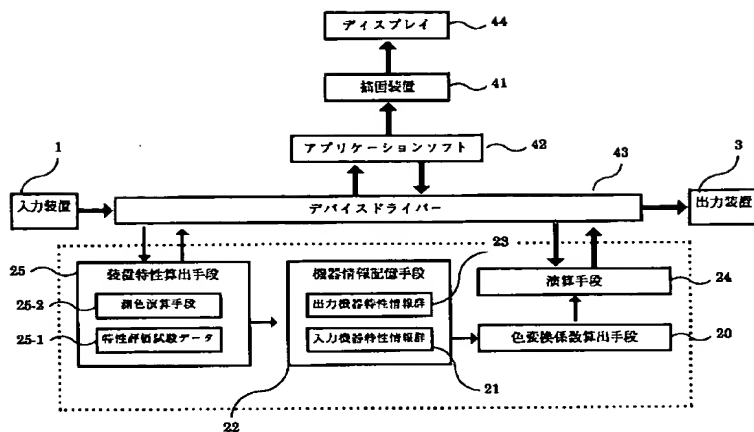 ディスプレイ
44
描画装置
41
アプリケーションソフト
42
1
3
43
入力装置
デバイスドライバー
出力装置
25
装置特性算出手段
25-2
測色演算手段
25-1
特性評価試験データ
機器情報記憶手段
23
出力機器特性情報群
入力機器特性情報群
22
21
演算手段
24
色変換係数算出手段
20